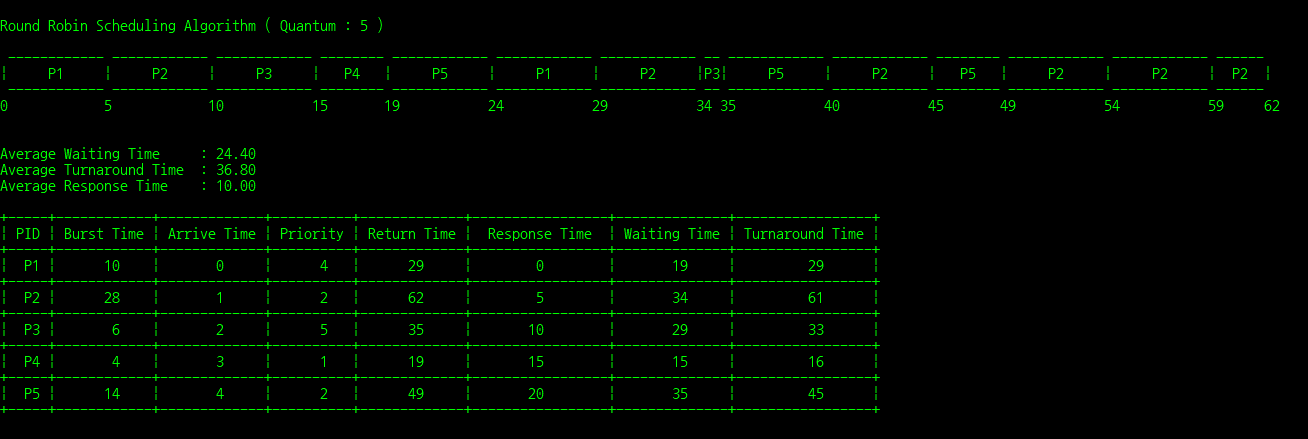 Round Robin Scheduling Algorithm ( Quantum : 5 )
| P1 | P2 | P3 | P4 | P5 | P1 | P2 |P3| P5 | P2 | P5 | P2 | P2 | P2 |
0 5 10 15 19 24 29 34 35 40 45 49 54 59 62
Average Waiting Time : 24.40
Average Turnaround Time : 36.80
Average Response Time : 10.00
| PID | Burst Time | Arrive Time | Priority | Return Time | Response Time | Waiting Time | Turnaround Time |
| P1 | 10 | 0 | 4 | 29 | 0 | 19 | 29 |
| P2 | 28 | 1 | 2 | 62 | 5 | 34 | 61 |
| P3 | 6 | 2 | 5 | 35 | 10 | 29 | 33 |
| P4 | 4 | 3 | 1 | 19 | 15 | 15 | 16 |
| P5 | 14 | 4 | 2 | 49 | 20 | 35 | 45 |